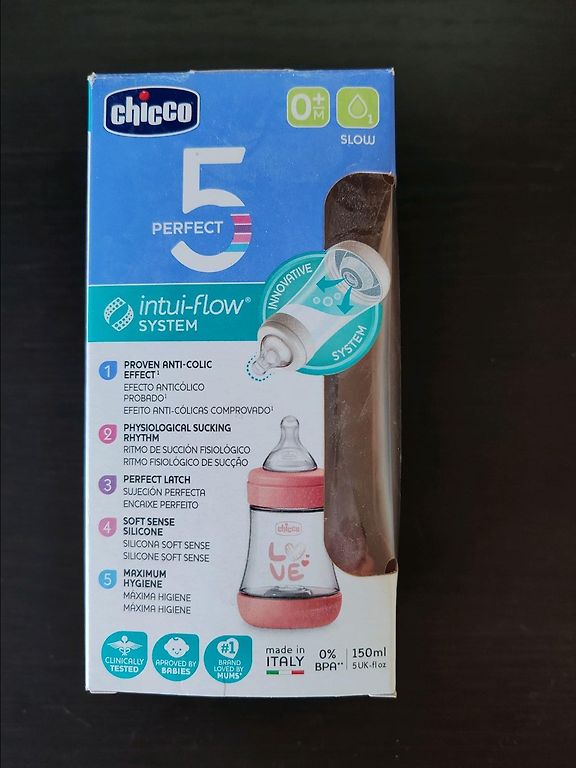 chicco
0+
M
1
SLOW
5
PERFECT
intui-flow®
SYSTEM
INNOVATIVE
SYSTEM
1 PROVEN ANTI-COLIC
EFFECT¹
EFECTO ANTICÓLICO
PROBADO¹
EFEITO ANTI-CÓLICAS COMPROVADO¹
2 PHYSIOLOGICAL SUCKING
RHYTHM
RITMO DE SUCCIÓN FISIOLÓGICO
RITMO FISIOLÓGICO DE SUCÇÃO
3 PERFECT LATCH
SUJECIÓN PERFECTA
ENCAIXE PERFEITO
4 SOFT SENSE
SILICONE
SILICONA SOFT SENSE
SILICONE SOFT SENSE
5 MAXIMUM
HYGIENE
MÁXIMA HIGIENE
MÁXIMA HIGIENE
chicco
LOVE
CLINICALLY
TESTED
APROVED BY
BABIES
#1
BRAND
LOVED BY
MUMS*
made in
ITALY
0%
BPA**
150ml
5 UK-fl oz